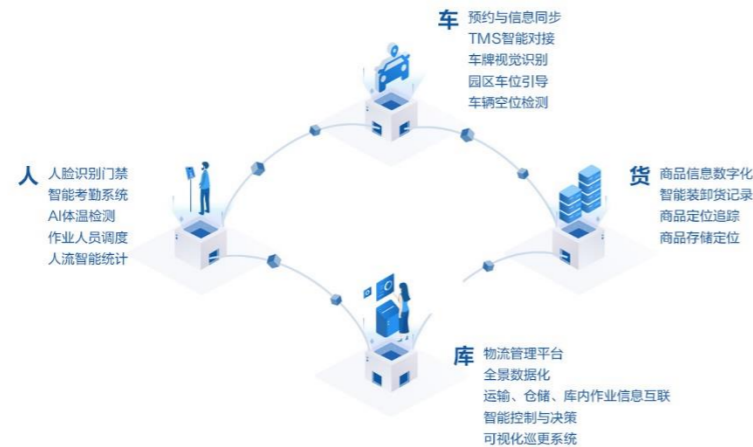 车
预约与信息同步
TMS智能对接
车牌视觉识别
园区车位引导
车辆空位检测
人
人脸识别门禁
智能考勤系统
AI体温检测
作业人员调度
人流智能统计
货
商品信息数字化
智能装卸货记录
商品定位追踪
商品存储定位
库
物流管理平台
全景数据化
运输、仓储、库内作业信息互联
智能控制与决策
可视化巡更系统